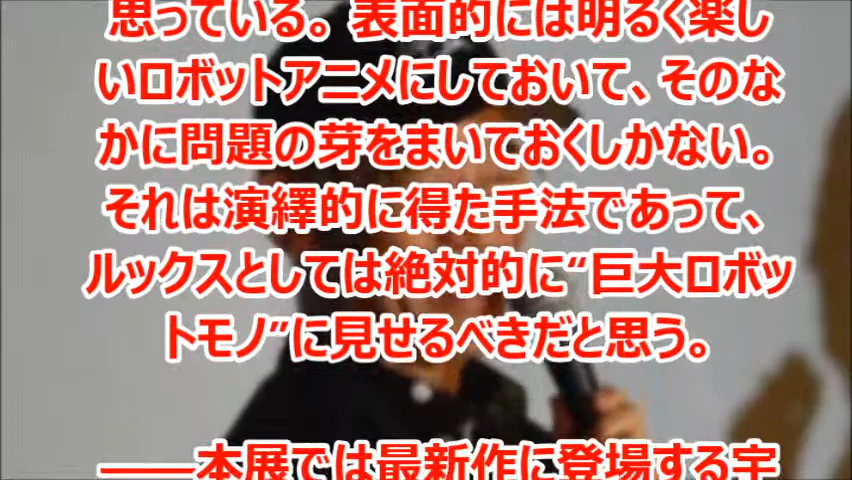 思っている。表面的には明るく楽し
いロボットアニメにしておいて、そのな
かに問題の芽をまいておくしかない。
それは演繹的に得た手法であって、
ルックスとしては絶対的に“巨大ロボッ
トモノ”に見せるべきだと思う。
――本展では最新作に登場する宇